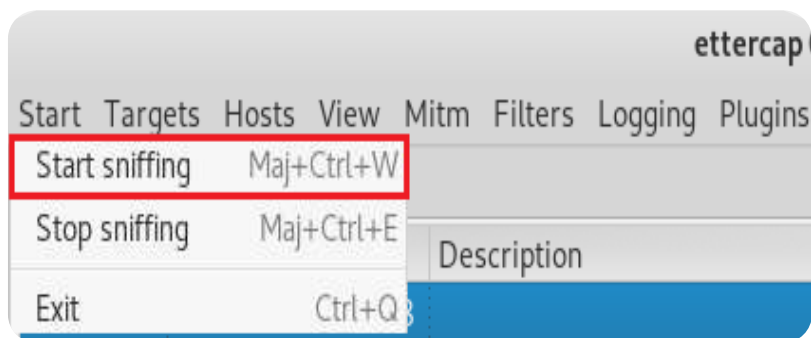 ettercap
Start Targets Hosts View Mitm Filters Logging Plugins
Start sniffing Maj+Ctrl+W
Stop sniffing Maj+Ctrl+E
Description
Exit Ctrl+Q